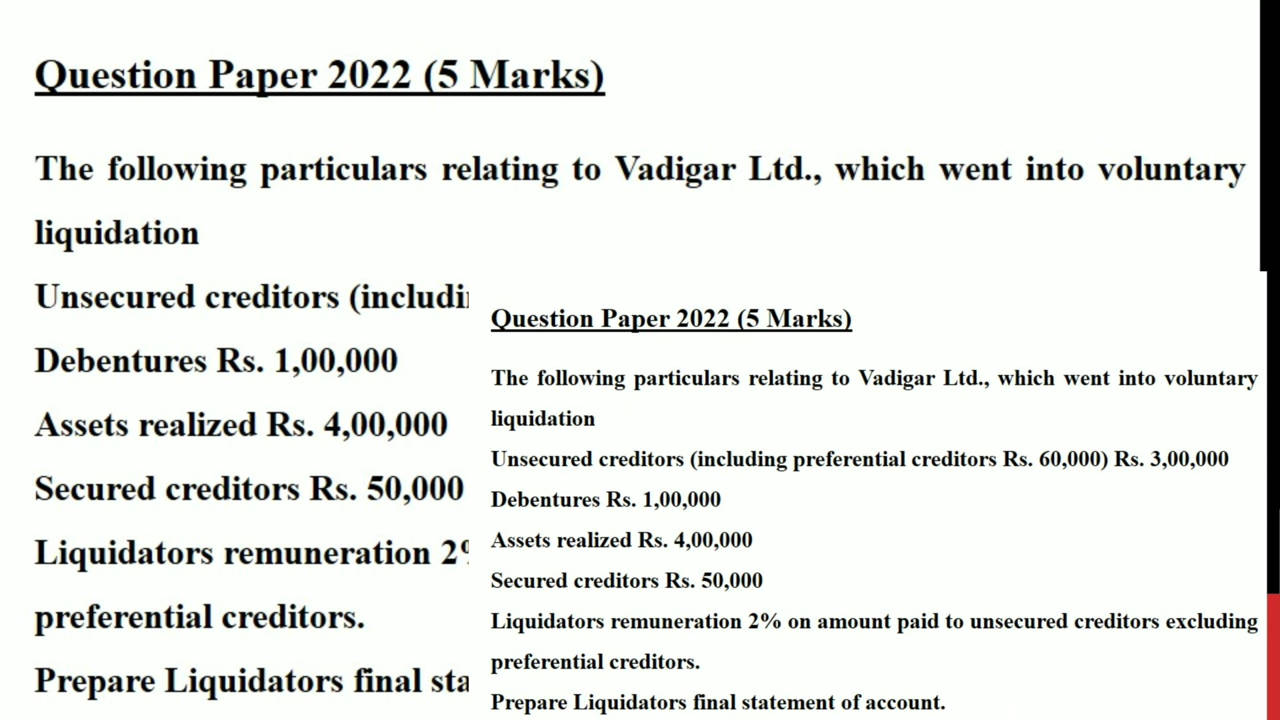 Question Paper 2022 (5 Marks)
The following particulars relating to Vadigar Ltd., which went into voluntary
liquidation
Unsecured creditors (includi
Debentures Rs. 1,00,000
Assets realized Rs. 4,00,000
Secured creditors Rs. 50,000
Liquidators remuneration 2%
preferential creditors.
Prepare Liquidators final sta
Question Paper 2022 (5 Marks)
The following particulars relating to Vadigar Ltd., which went into voluntary
liquidation
Unsecured creditors (including preferential creditors Rs. 60,000) Rs. 3,00,000
Debentures Rs. 1,00,000
Assets realized Rs. 4,00,000
Secured creditors Rs. 50,000
Liquidators remuneration 2% on amount paid to unsecured creditors excluding
preferential creditors.
Prepare Liquidators final statement of account.